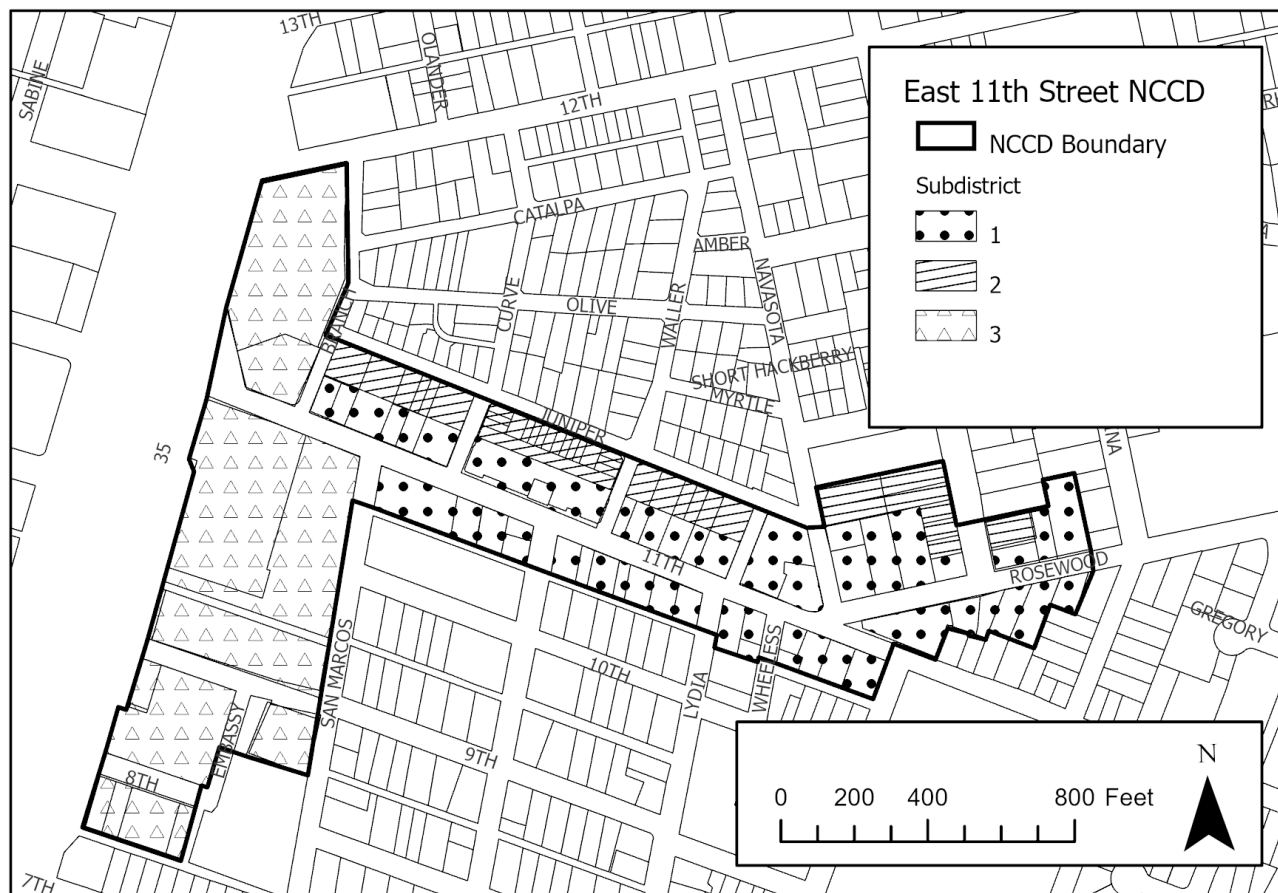 13TH
OLANDER
SABINE
12TH
East 11th Street NCCD
NCCD Boundary
Subdistrict
1
2
3
CATALPA
AMBER
NAVASOTA
BRANCH
CURVE
OLIVE
WALLER
SHORT HACKBERRY
MYRTLE
JUNIPER
35
11TH
ROSEWOOD
GREGORY
SAN MARCOS
10TH
LYDIA
WHEELESS
EMBASSY
9TH
8TH
7TH
N
0 200 400 800 Feet